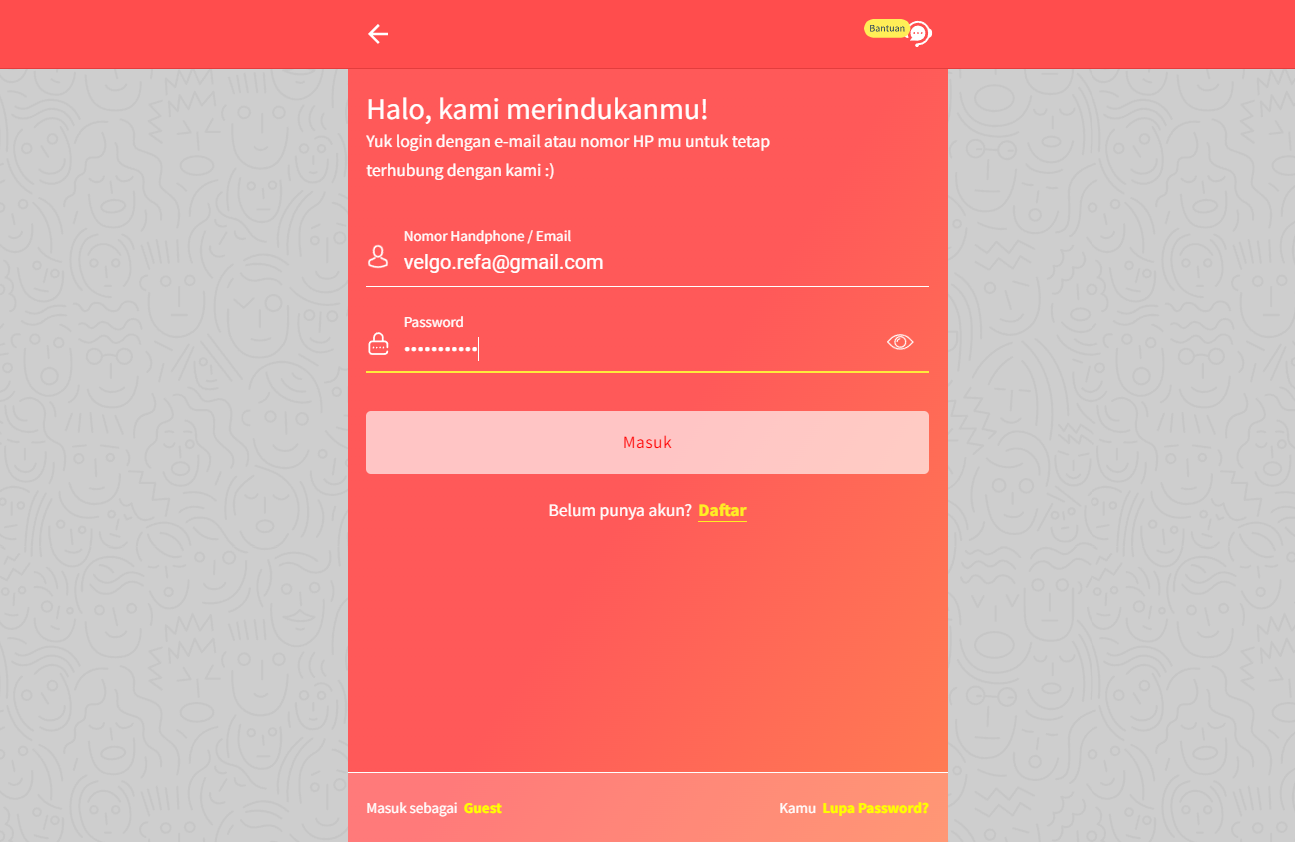 Bantuan
Halo, kami merindukanmu!
Yuk login dengan e-mail atau nomor HP mu untuk tetap
terhubung dengan kami :)
Nomor Handphone / Email
velgo.refa@gmail.com
Password
•••••••••••
Masuk
Belum punya akun? Daftar
Masuk sebagai Guest
Kamu Lupa Password?